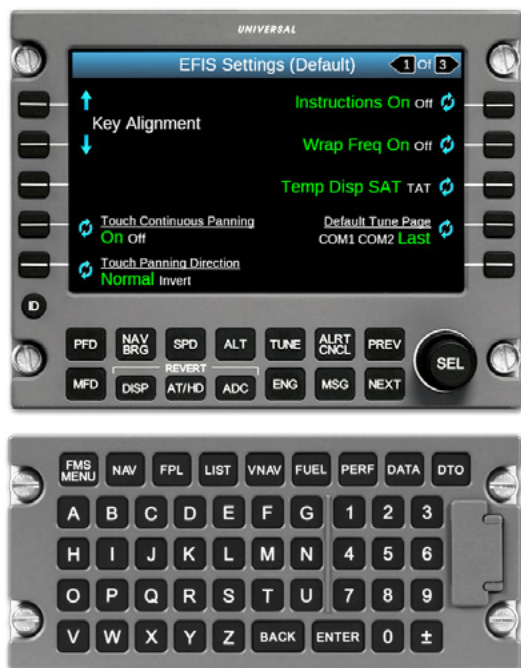 UNIVERSAL
EFIS Settings (Default) 1 Of 3
Instructions On Off
Key Alignment
Wrap Freq On Off
Temp Disp SAT TAT
Touch Continuous Panning
On Off
Default Tune Page
COM1 COM2 Last
Touch Panning Direction
Normal Invert
ID
PFD NAV BRG SPD ALT TUNE ALRT CNCL PREV
SEL
REVERT
MFD DISP AT/HD ADC ENG MSG NEXT
FMS MENU NAV FPL LIST VNAV FUEL PERF DATA DTO
A B C D E F G 1 2 3
H I J K L M N 4 5 6
O P Q R S T U 7 8 9
V W X Y Z BACK ENTER 0 ±